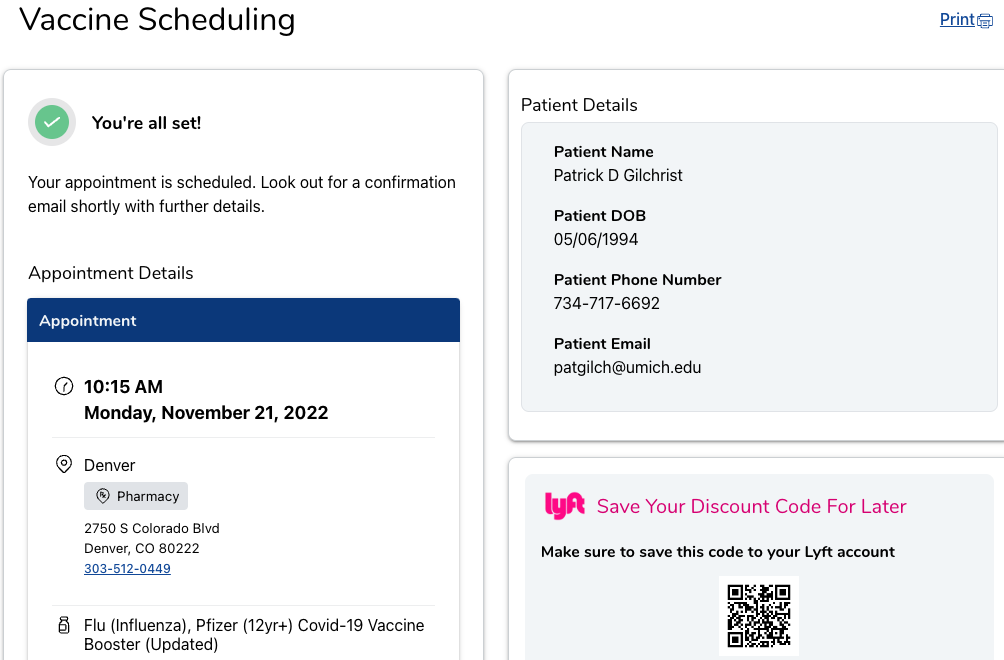 Vaccine Scheduling
Print
You're all set!
Your appointment is scheduled. Look out for a confirmation
email shortly with further details.
Appointment Details
Appointment
10:15 AM
Monday, November 21, 2022
Denver
Pharmacy
2750 S Colorado Blvd
Denver, CO 80222
303-512-0449
Flu (Influenza), Pfizer (12yr+) Covid-19 Vaccine
Booster (Updated)
Patient Details
Patient Name
Patrick D Gilchrist
Patient DOB
05/06/1994
Patient Phone Number
734-717-6692
Patient Email
patgilch@umich.edu
lyft Save Your Discount Code For Later
Make sure to save this code to your Lyft account